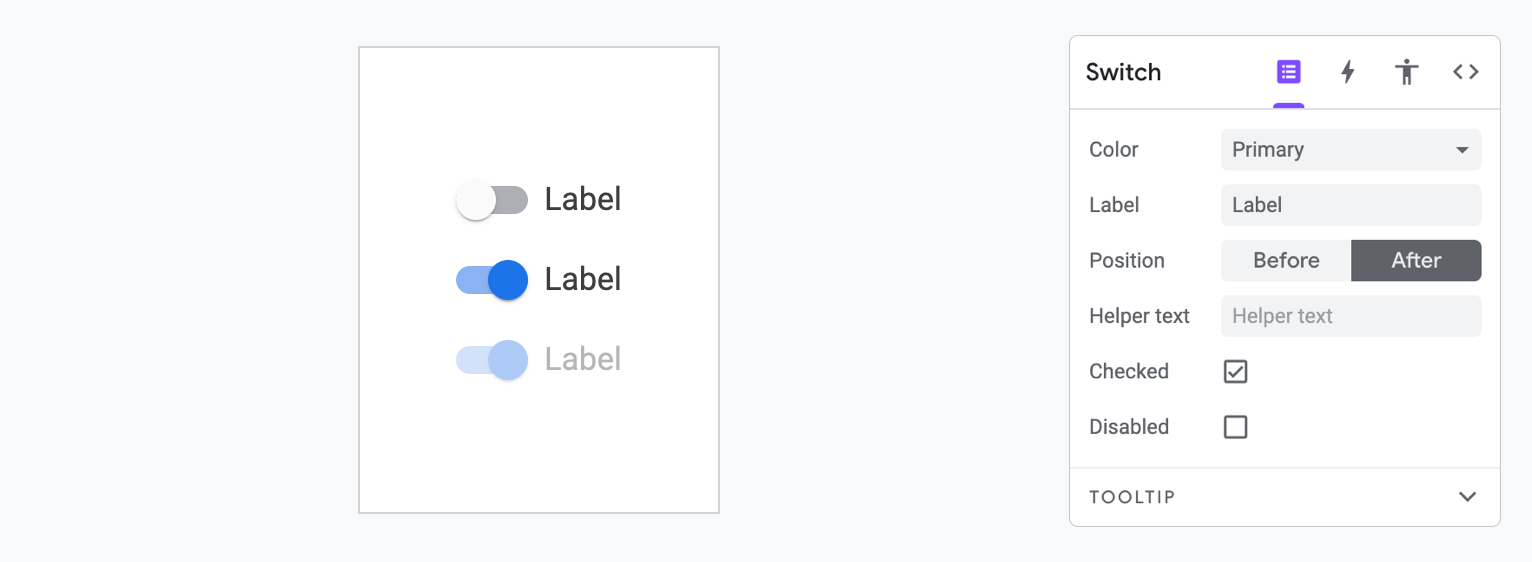 Label
Label
Label
Switch
Color Primary
Label Label
Position Before After
Helper text Helper text
Checked
Disabled
TOOLTIP